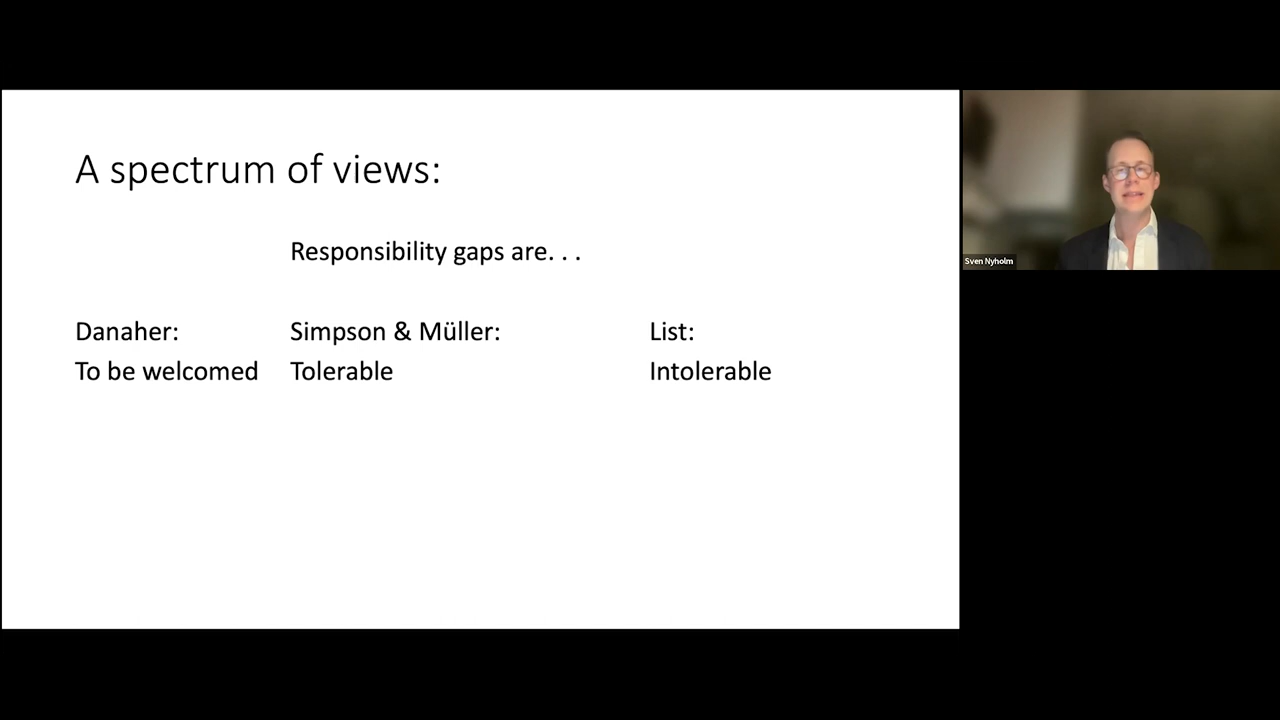 A spectrum of views:
Responsibility gaps are. . .
Danaher: Simpson & Müller: List:
To be welcomed Tolerable Intolerable
Sven Nyholm